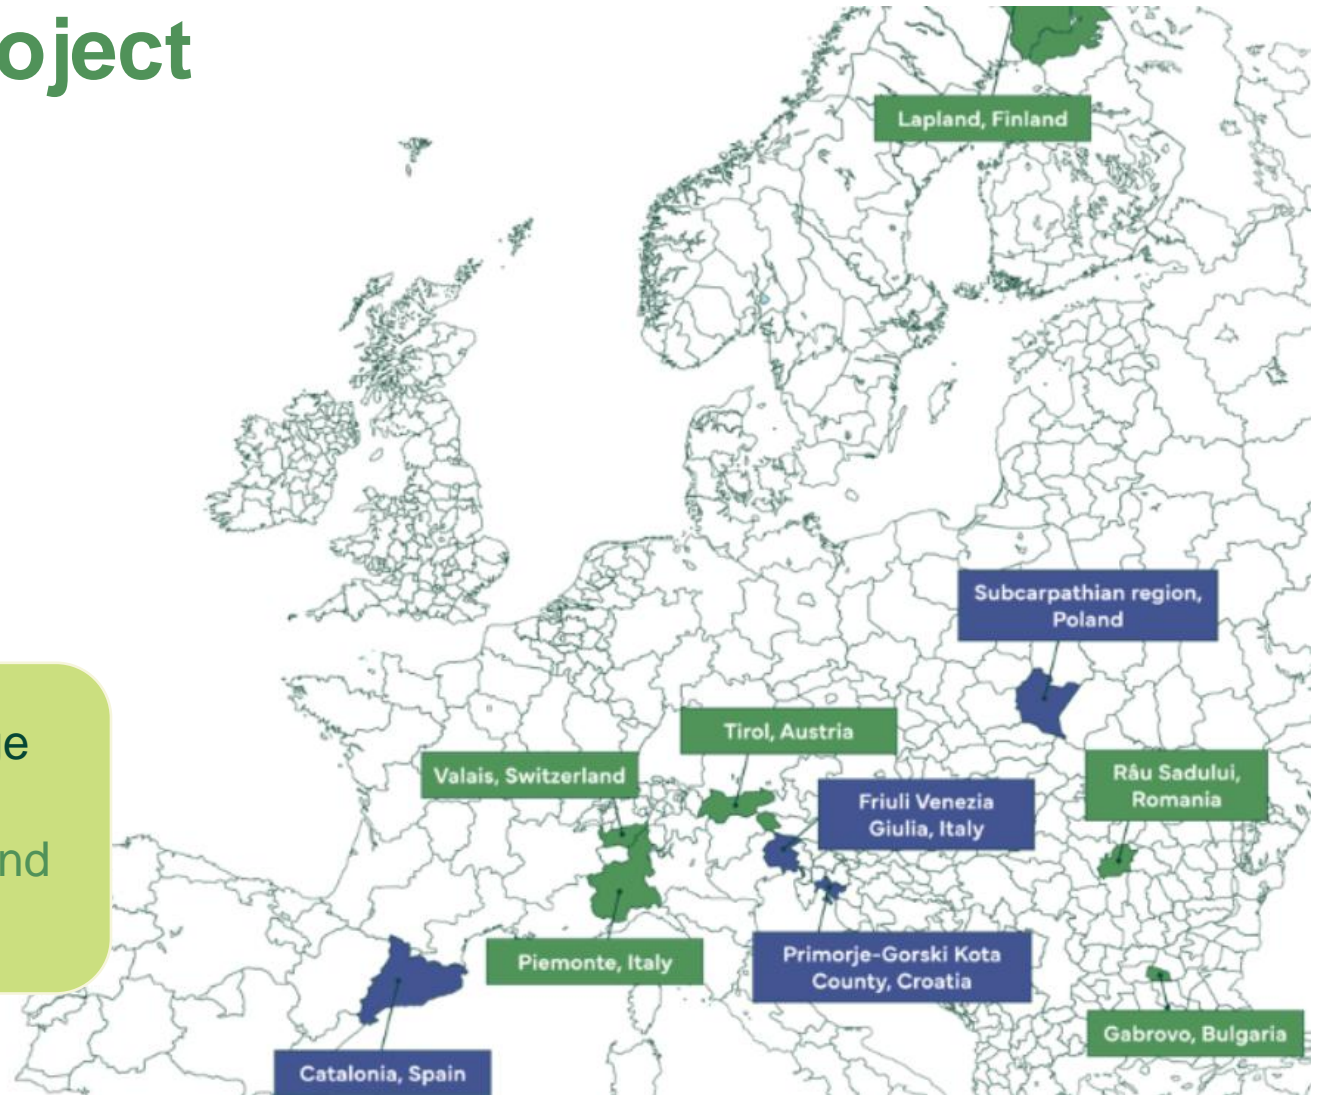 oject
Lapland, Finland
Subcarpathian region,
Poland
Tirol, Austria
Valais, Switzerland
Râu Sadului,
Romania
Friuli Venezia
Giulia, Italy
Piemonte, Italy
Primorje-Gorski Kota
County, Croatia
Gabrovo, Bulgaria
Catalonia, Spain
e
nd